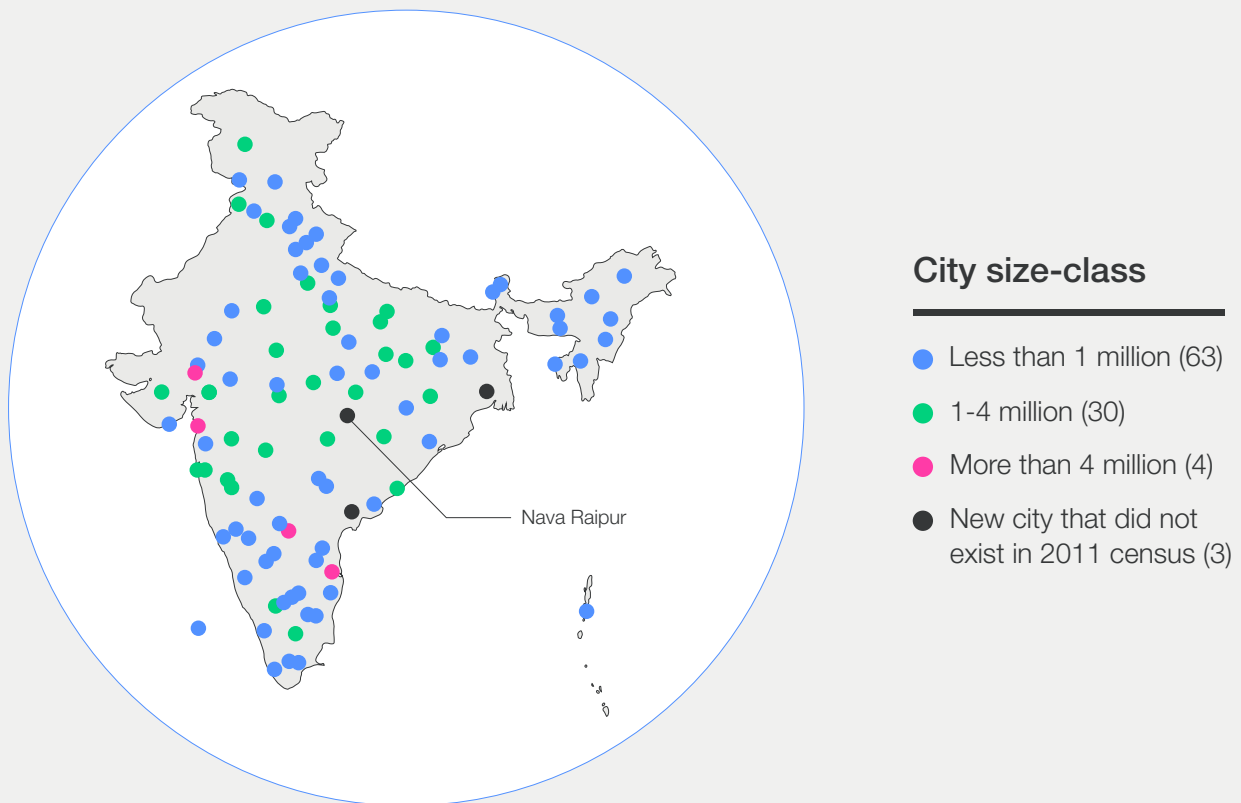 City size-class
Less than 1 million (63)
1-4 million (30)
More than 4 million (4)
New city that did not
exist in 2011 census (3)
Nava Raipur